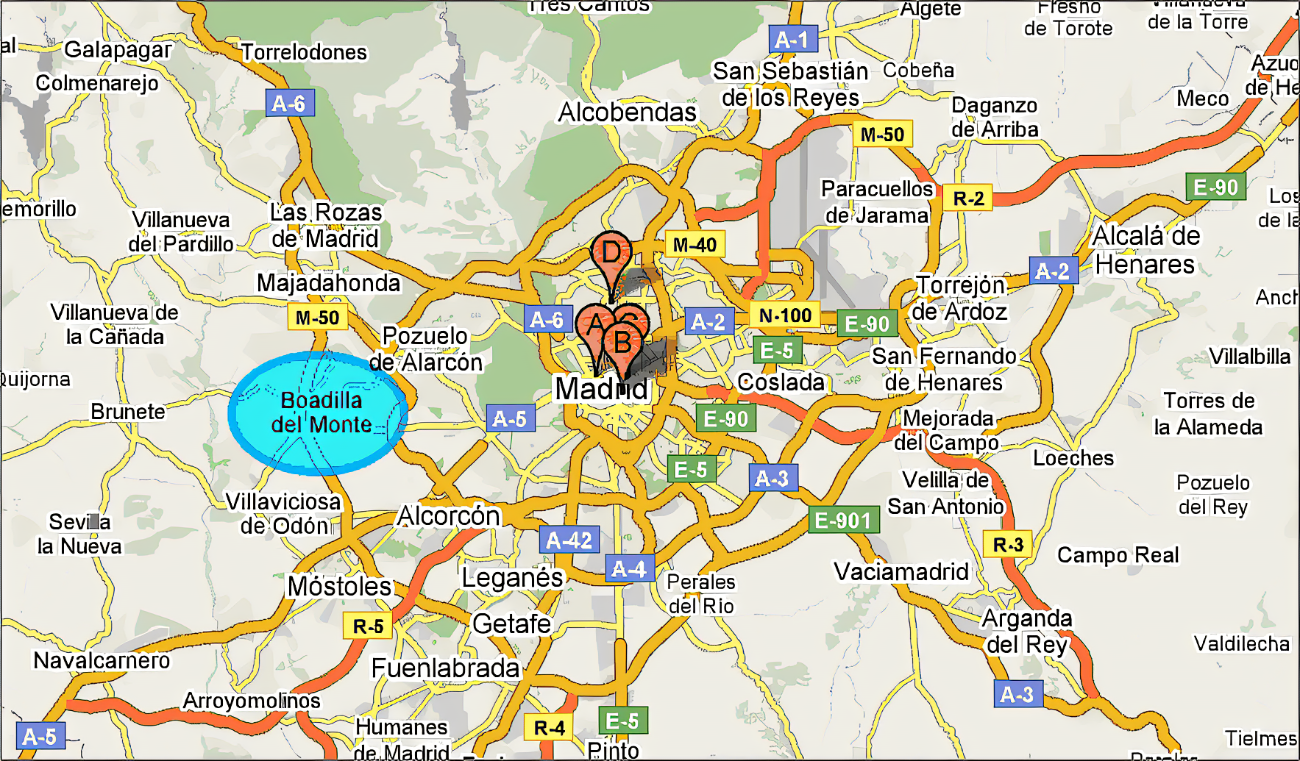 Tres Cantos
Algete
Fresno
de Torote
Villanueva
de la Torre
A-1
Galapagar
Torrelodones
Colmenarejo
San Sebastián
de los Reyes
Cobeña
Azuq
de He
Meco
A-6
Alcobendas
Daganzo
de Arriba
M-50
Paracuellos
de Jarama
R-2
E-90
emorillo
Villanueva
del Pardillo
Las Rozas
de Madrid
Los
de la
D
M-40
Alcalá de
Henares
A-2
Majadahonda
Torrejón
de Ardoz
Anch
Villanueva de
la Cañada
M-50
A-6
A
B
A-2
N-100
E-90
Pozuelo
de Alarcón
E-5
San Fernando
de Henares
Villalbilla
Quijorna
Madrid
Coslada
Brunete
Boadilla
del Monte
A-5
E-90
Mejorada
del Campo
Torres de
la Alameda
Loeches
E-5
A-3
Velilla de
San Antonio
Pozuelo
del Rey
Villaviciosa
de Odón
Alcorcón
E-901
Sevilla
la Nueva
A-42
R-3
Campo Real
A-4
Móstoles
Leganés
Perales
del Rio
Vaciamadrid
R-5
Getafe
Arganda
del Rey
Valdilecha
Navalcarnero
Fuenlabrada
Arroyomolinos
A-3
A-5
Humanes
de Madrid
R-4
E-5
Pinto
Tielmes